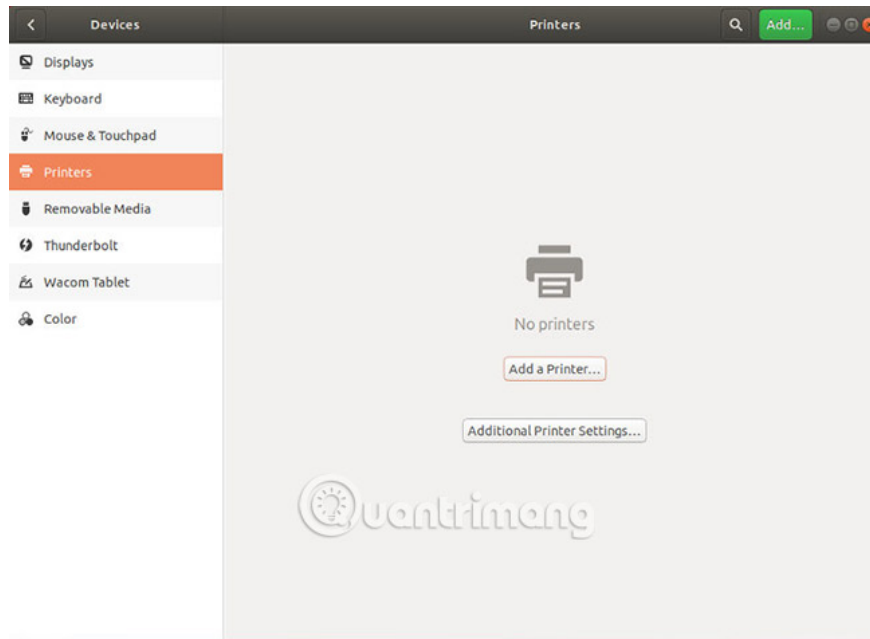 Devices
Printers
Add...
Displays
Keyboard
Mouse & Touchpad
Printers
Removable Media
Thunderbolt
Wacom Tablet
Color
No printers
Add a Printer...
Additional Printer Settings...
Quantrimang